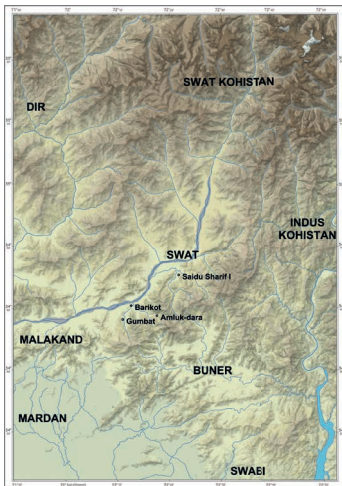 SWAT KOHISTAN
DIR
INDUS
KOHISTAN
SWAT
Saidu Sharif I
Barikot
Amluk-dara
Gumbat
MALAKAND
BUNER
MARDAN
SWABI